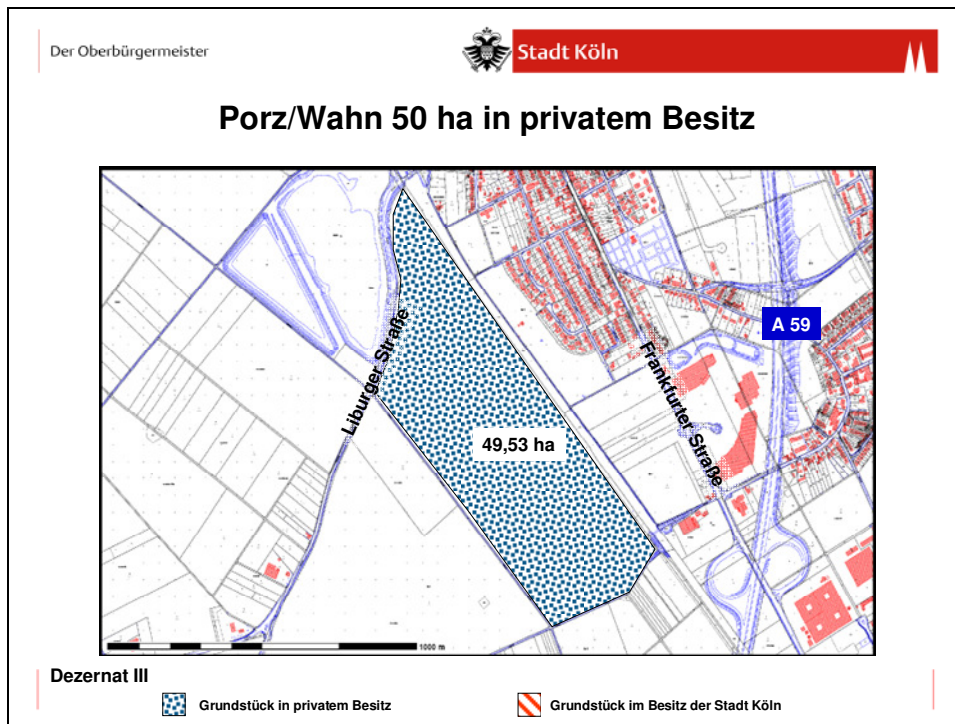 Der Oberbürgermeister
Stadt Köln
Porz/Wahn 50 ha in privatem Besitz
A 59
Liburger Straße
Frankfurter Straße
49,53 ha
1000 m
Dezernat III
Grundstück in privatem Besitz
Grundstück im Besitz der Stadt Köln